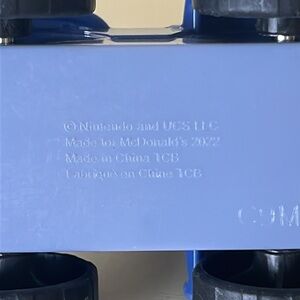 © Nintendo and UCS LLC
Made for McDonald's 2022
Made in China TCB
Fabriqué en Chine TCB